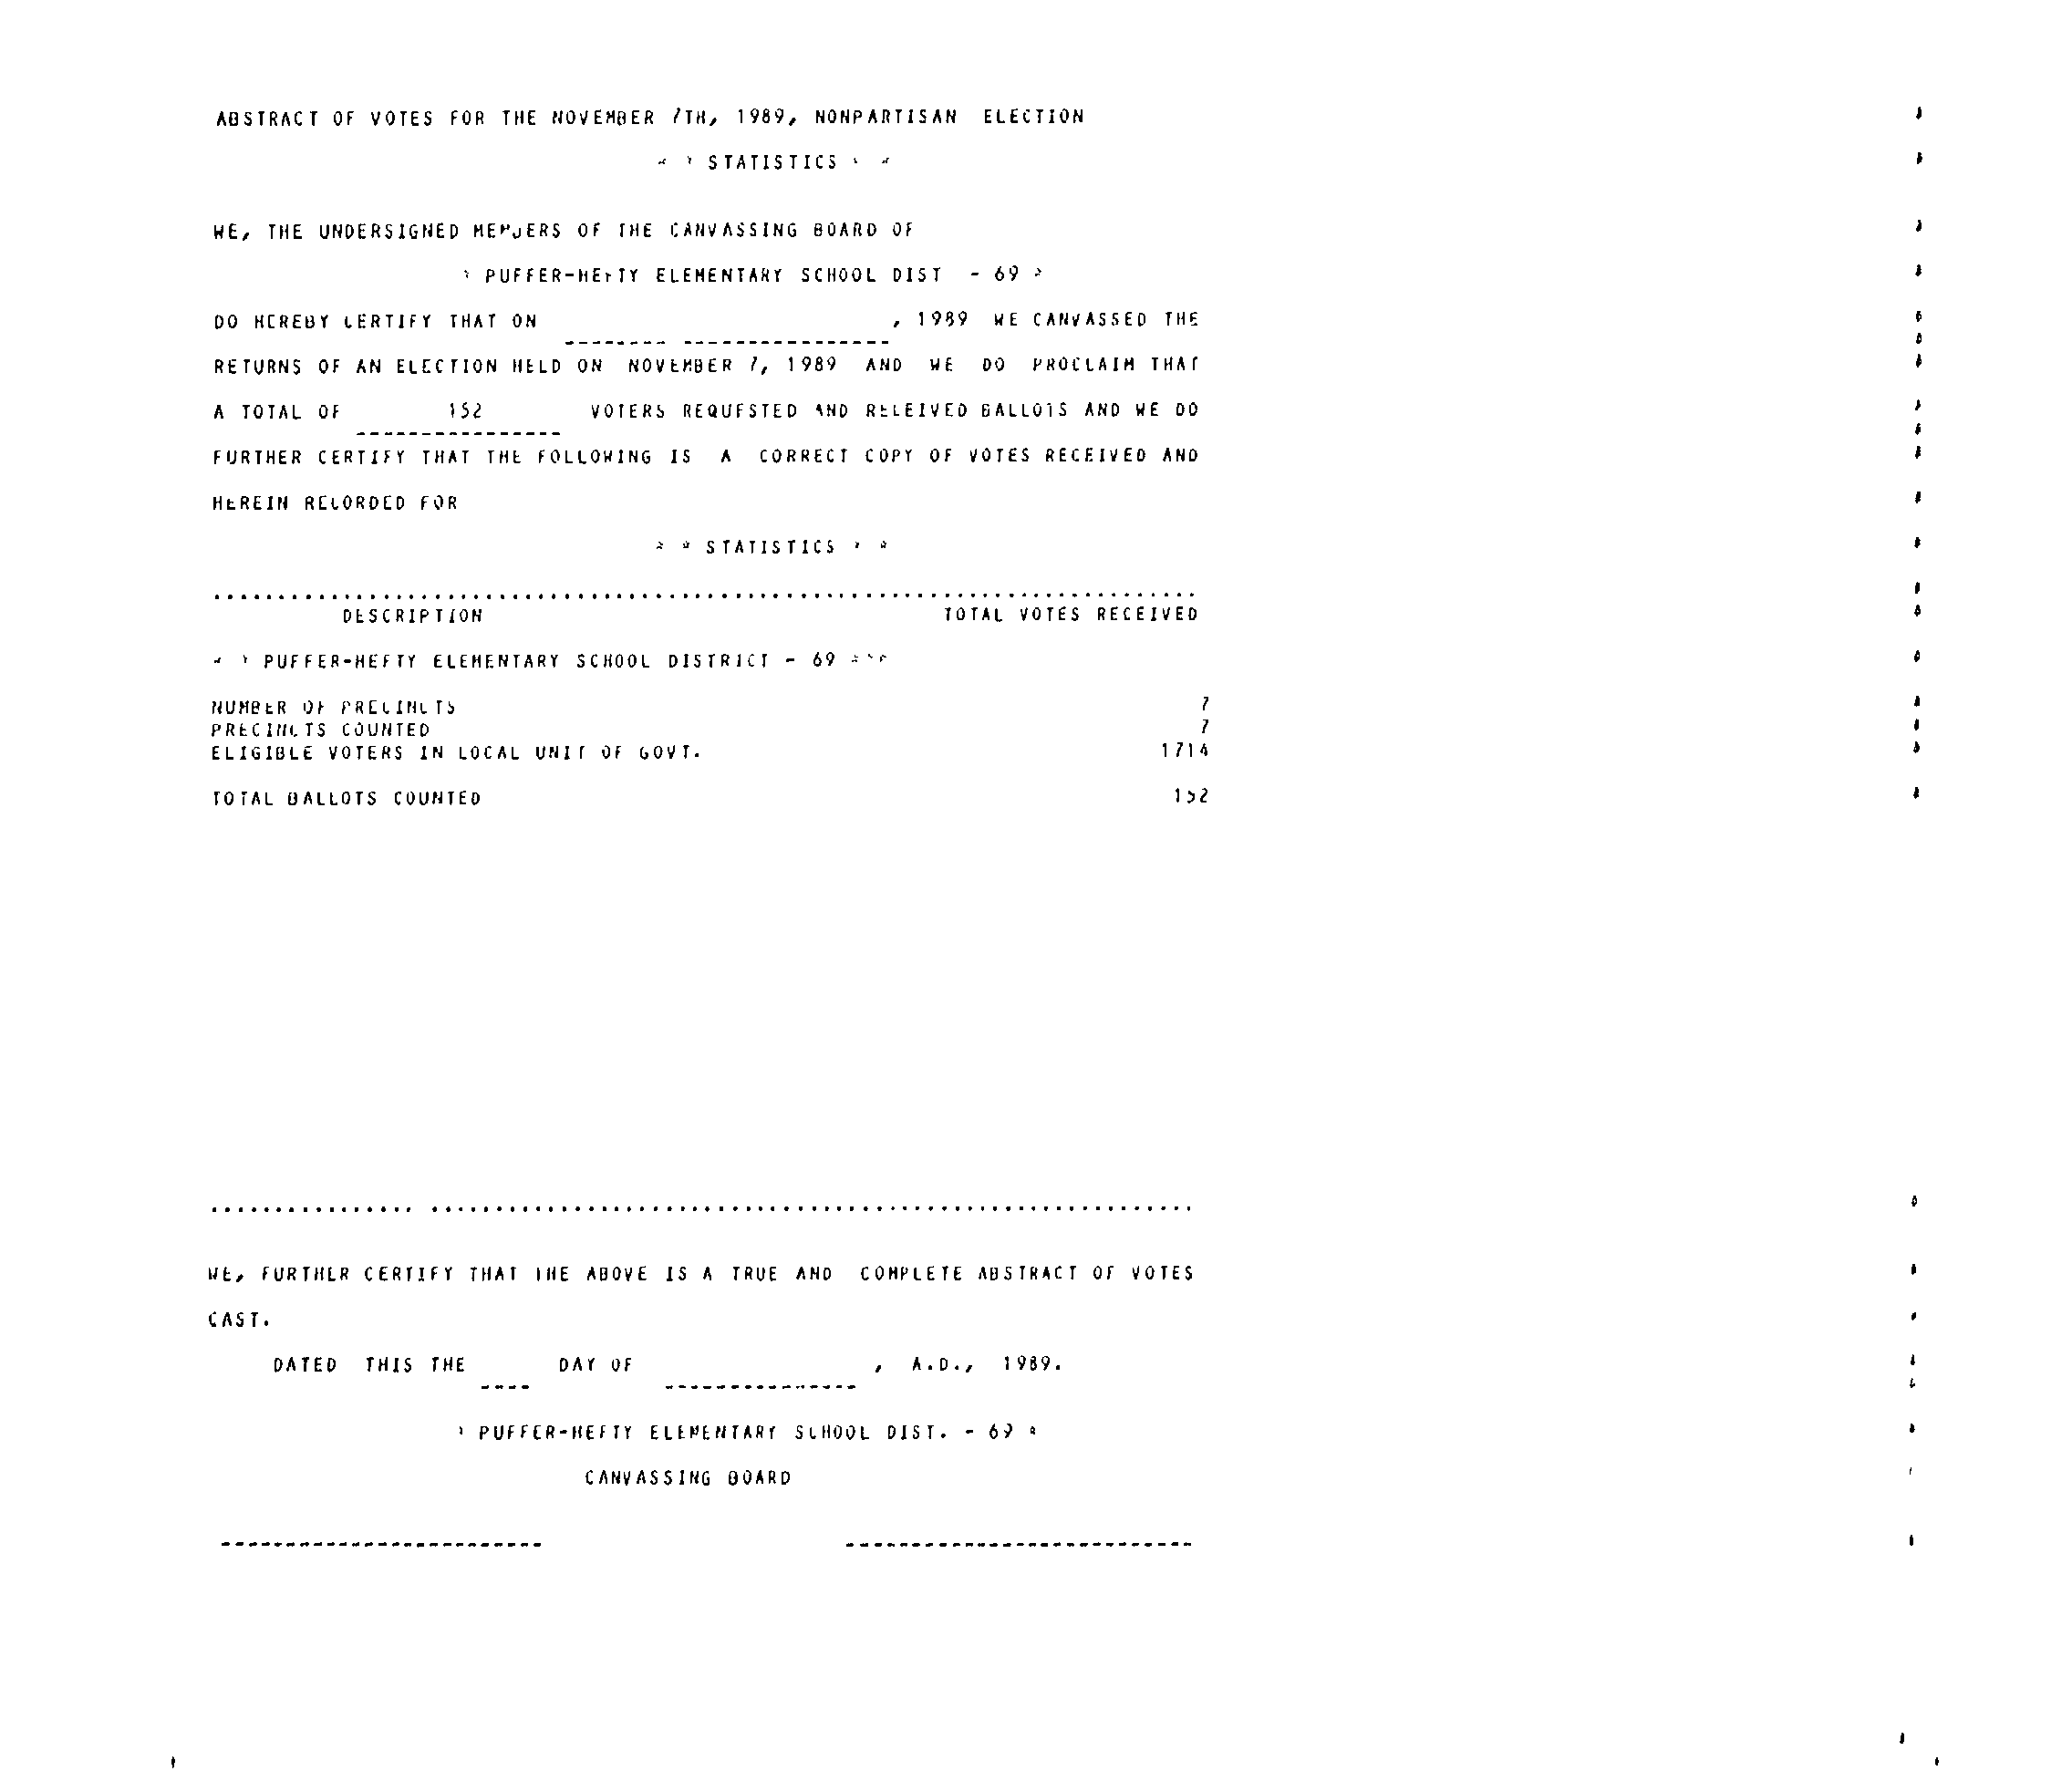 ABSTRACT OF VOTES FOR THE NOVEMBER 7TH, 1989, NONPARTISAN ELECTION
* * STATISTICS * *
WE, THE UNDERSIGNED MEMBERS OF THE CANVASSING BOARD OF
* PUFFER-HEFTY ELEMENTARY SCHOOL DIST - 69 *
DO HEREBY CERTIFY THAT ON -------- ----------------, 1989 WE CANVASSED THE
RETURNS OF AN ELECTION HELD ON NOVEMBER 7, 1989 AND WE DO PROCLAIM THAT
A TOTAL OF 152 VOTERS REQUESTED AND RECEIVED BALLOTS AND WE DO
FURTHER CERTIFY THAT THE FOLLOWING IS A CORRECT COPY OF VOTES RECEIVED AND
HEREIN RECORDED FOR
* * STATISTICS * *
DESCRIPTION TOTAL VOTES RECEIVED
* * PUFFER-HEFTY ELEMENTARY SCHOOL DISTRICT - 69 ***
NUMBER OF PRECINCTS 7
PRECINCTS COUNTED 7
ELIGIBLE VOTERS IN LOCAL UNIT OF GOVT. 1714
TOTAL BALLOTS COUNTED 152
WE, FURTHER CERTIFY THAT THE ABOVE IS A TRUE AND COMPLETE ABSTRACT OF VOTES
CAST.
DATED THIS THE ---- DAY OF ---------------, A.D., 1989.
* PUFFER-HEFTY ELEMENTARY SCHOOL DIST. - 69 *
CANVASSING BOARD